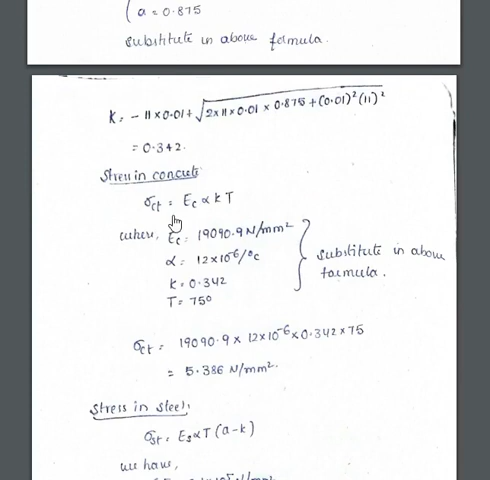 a = 0.875
substitute in above formula.
K = - 11 x 0.01 + √2 x 11 x 0.01 x 0.875 + (0.01)² (11)²
= 0.342.
Stress in concrete
σct = Ec α k T
where, Ec = 19090.9 N/mm²
α = 12 x 10⁻⁶/°c
k = 0.342
T = 75°
substitute in above formula.
σct = 19090.9 x 12 x 10⁻⁶ x 0.342 x 75
= 5.386 N/mm².
Stress in steel:
σst = Es α T (a-k)
we have,